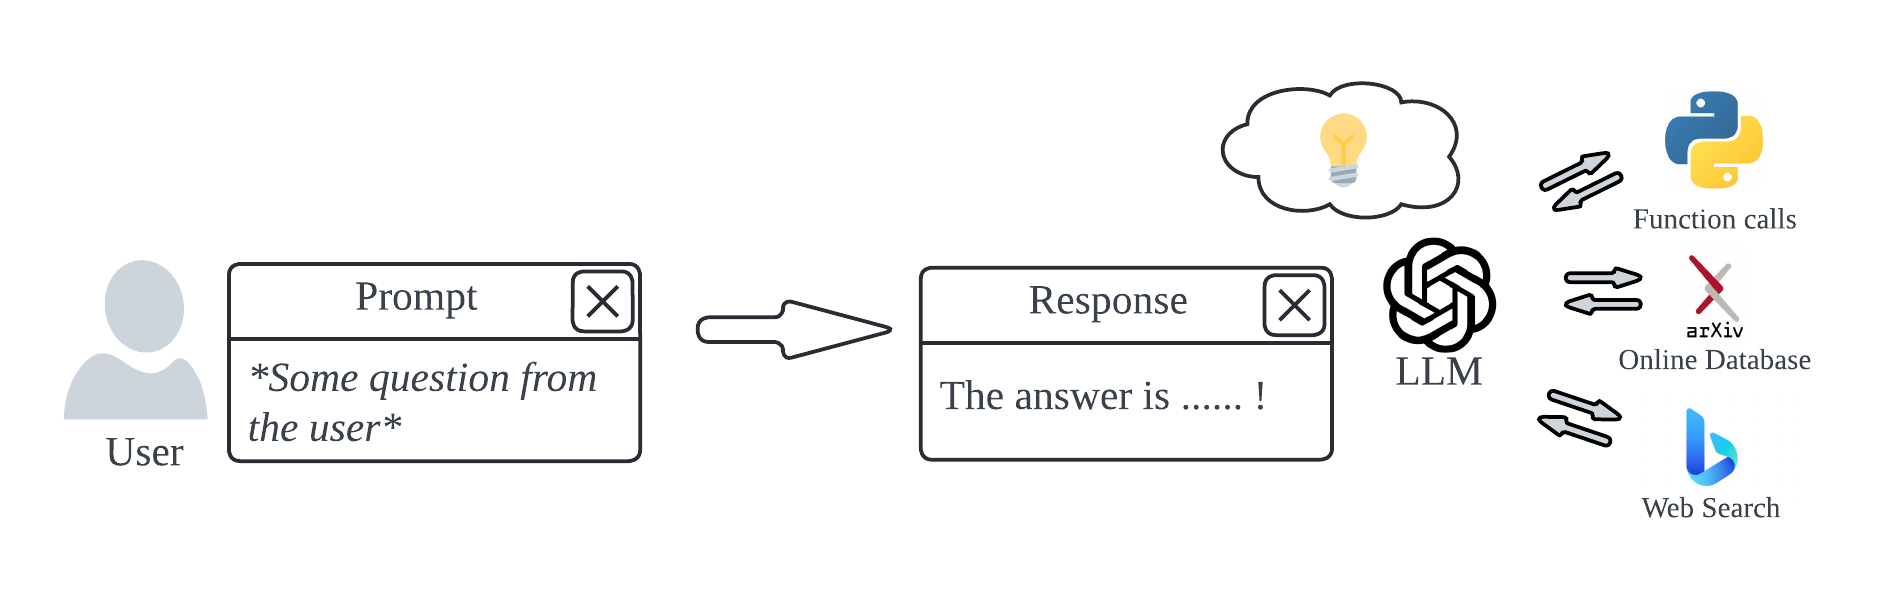 User
Prompt
*Some question from
the user*
Response
The answer is ...... !
LLM
Function calls
arXiv
Online Database
Web Search